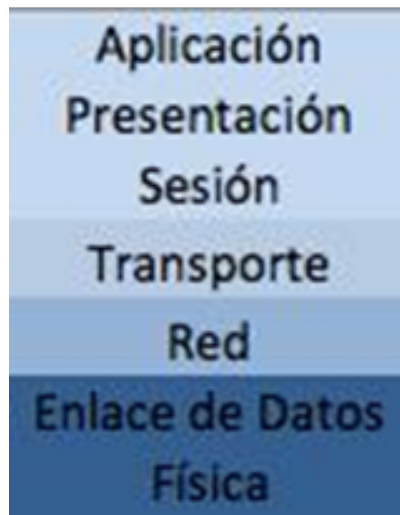 Aplicación
Presentación
Sesión
Transporte
Red
Enlace de Datos
Física